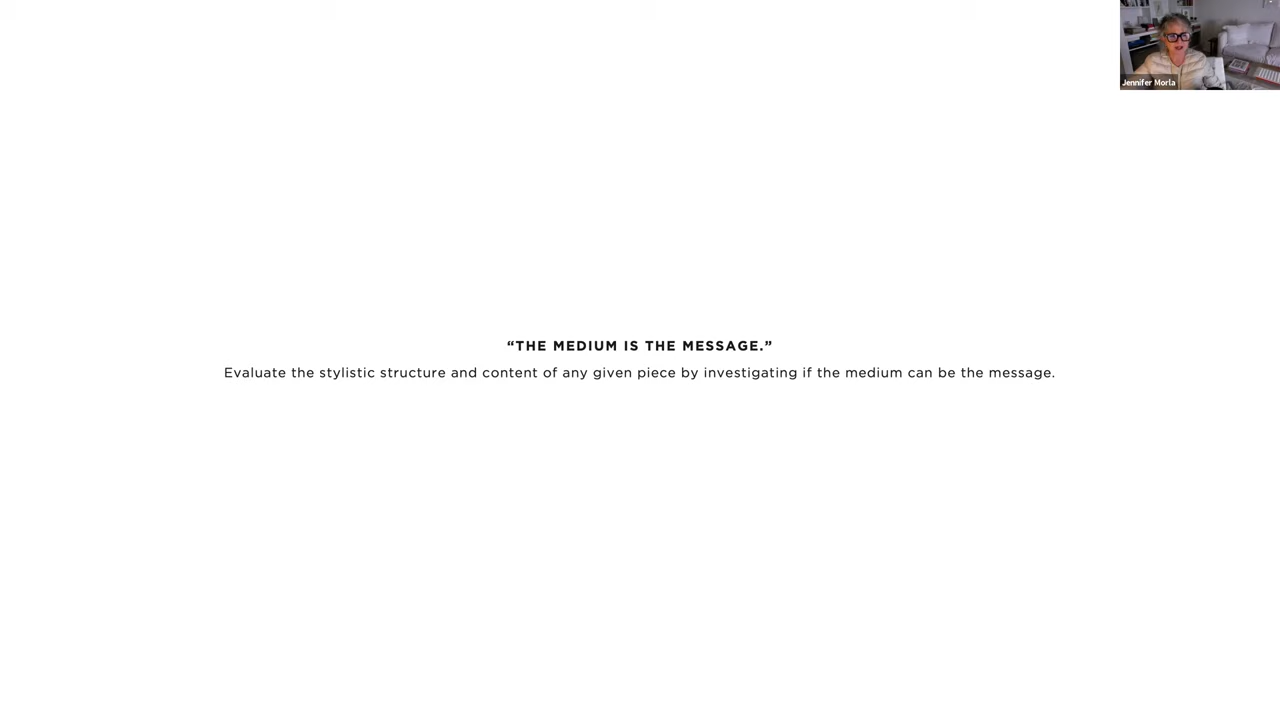 Jennifer Morla
“THE MEDIUM IS THE MESSAGE.”
Evaluate the stylistic structure and content of any given piece by investigating if the medium can be the message.